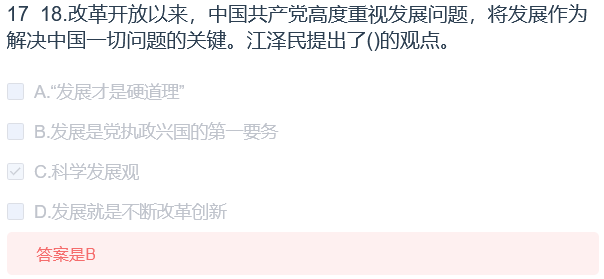 17  18.改革开放以来，中国共产党高度重视发展问题，将发展作为
解决中国一切问题的关键。江泽民提出了()的观点。
A.“发展才是硬道理”
B.发展是党执政兴国的第一要务
C.科学发展观
D.发展就是不断改革创新
答案是B